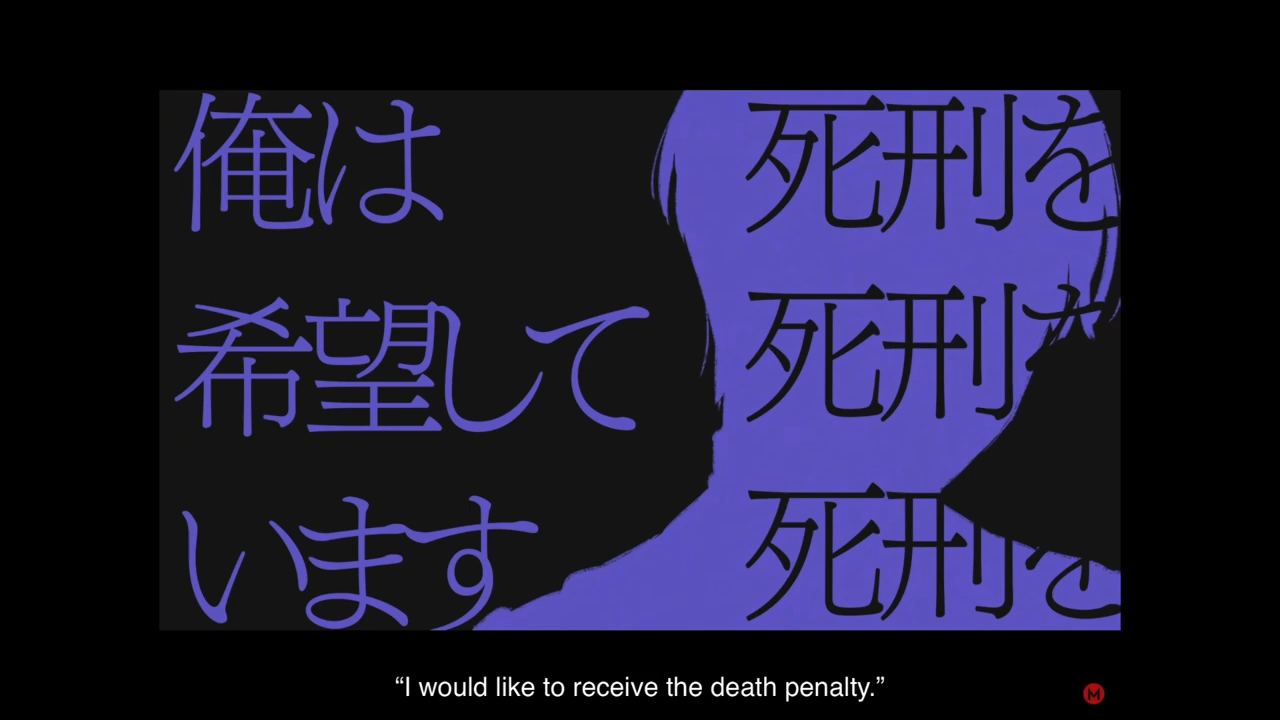 俺は
希望して
います
死刑を
死刑を
死刑を
“I would like to receive the death penalty.”
M